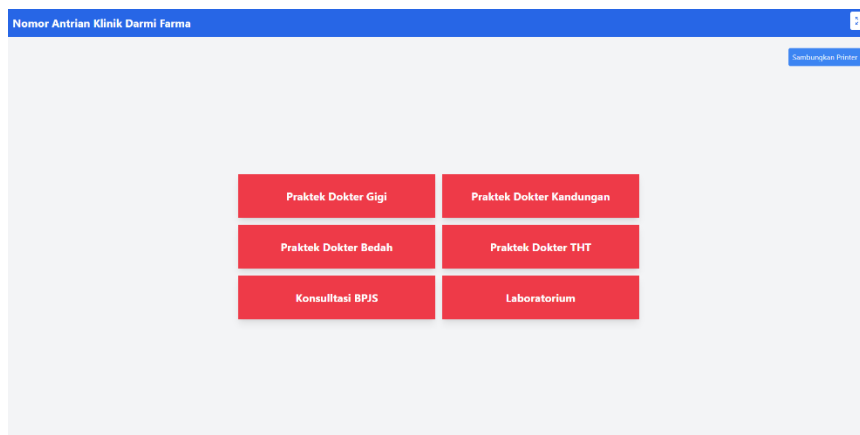 Nomor Antrian Klinik Darmi Farma
Sambungkan Printer
Praktek Dokter Gigi
Praktek Dokter Kandungan
Praktek Dokter Bedah
Praktek Dokter THT
Konsulltasi BPJS
Laboratorium